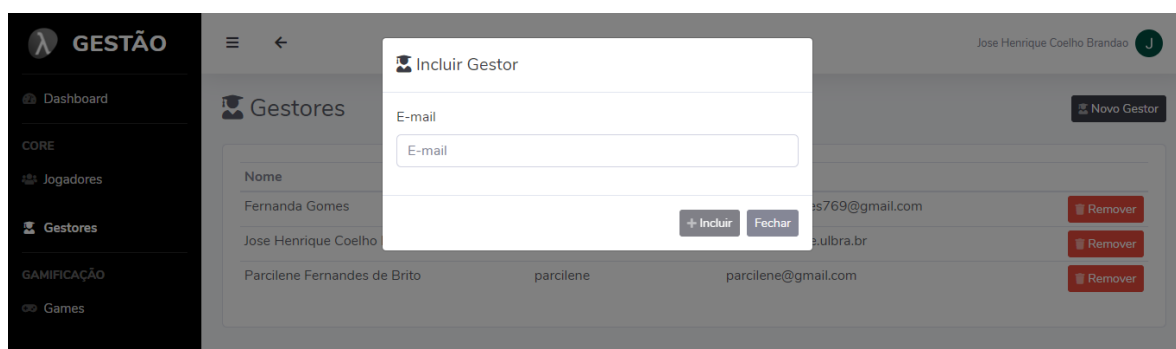 λ GESTÃO
Jose Henrique Coelho Brandao J
Dashboard
CORE
Jogadores
Gestores
GAMIFICAÇÃO
Games
Gestores
Novo Gestor
Nome
Fernanda Gomes s769@gmail.com Remover
Jose Henrique Coelho .ulbra.br Remover
Parcilene Fernandes de Brito parcilene parcilene@gmail.com Remover
Incluir Gestor
E-mail
E-mail
+ Incluir Fechar